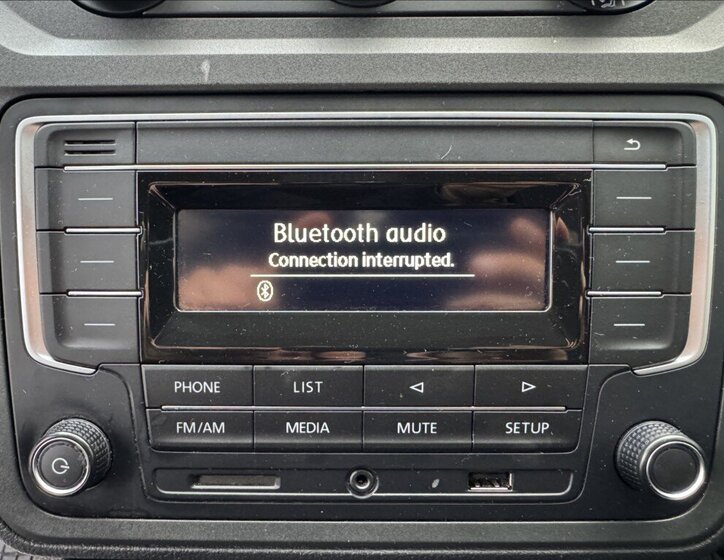 Bluetooth audio
Connection interrupted.
PHONE LIST
FM/AM MEDIA MUTE SETUP